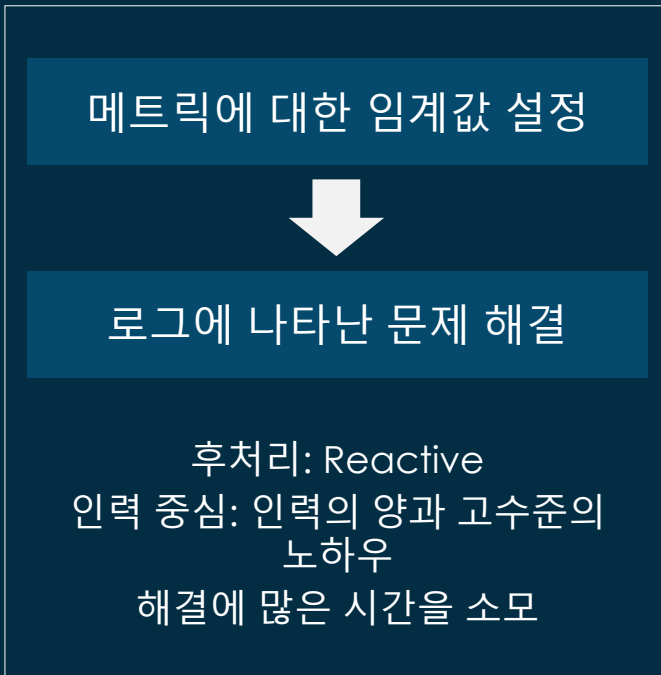 메트릭에 대한 임계값 설정
로그에 나타난 문제 해결
후처리: Reactive
인력 중심: 인력의 양과 고수준의
노하우
해결에 많은 시간을 소모